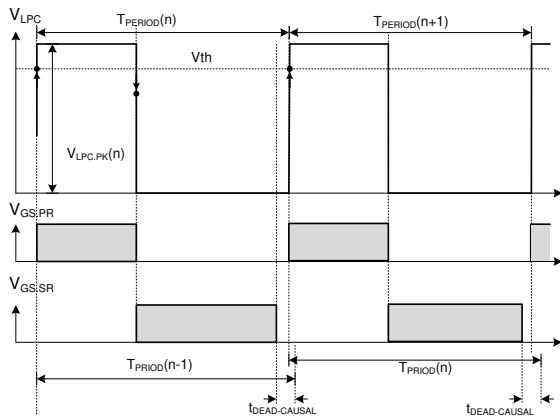 V_LPC T_PERIOD(n) T_PERIOD(n+1)
Vth
V_LPC.PK(n)
V_GS.PR
V_GS.SR
T_PRIOD(n-1) T_PRIOD(n)
t_DEAD-CAUSAL t_DEAD-CAUSAL